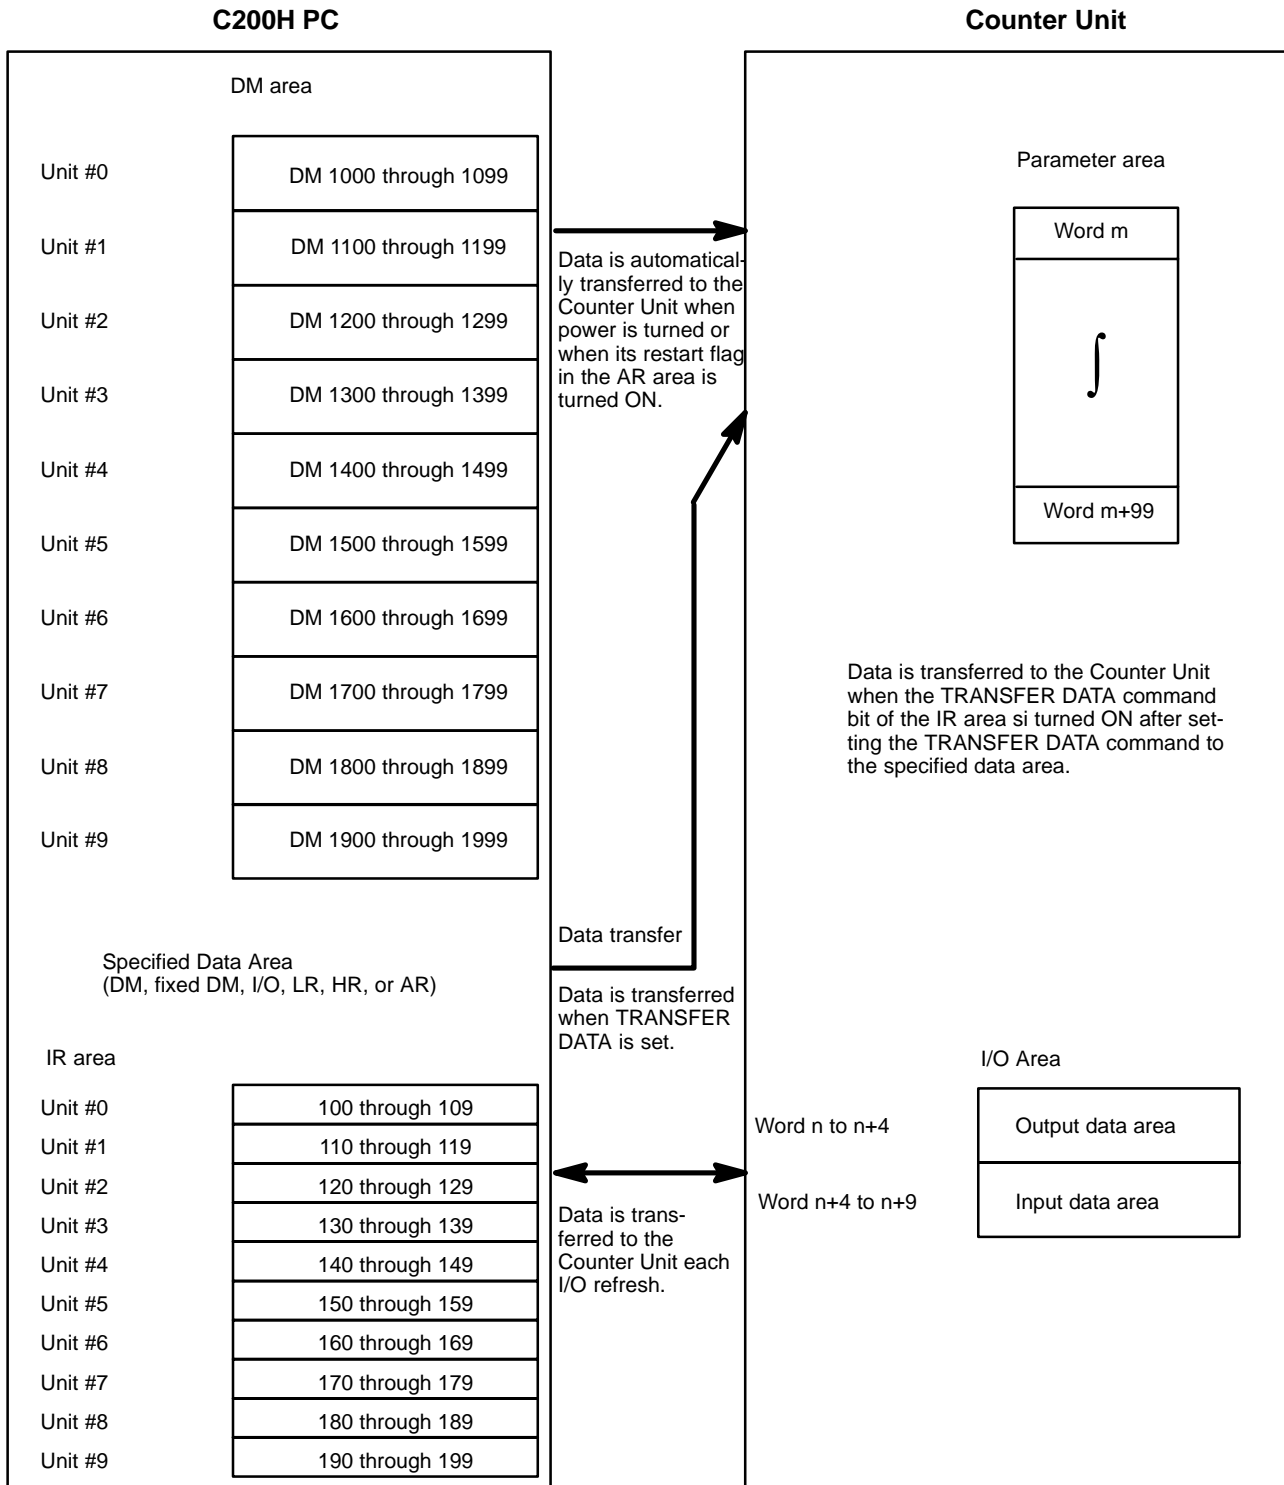 C200H PC
Counter Unit
DM area
Unit #0
DM 1000 through 1099
Unit #1
DM 1100 through 1199
Unit #2
DM 1200 through 1299
Unit #3
DM 1300 through 1399
Unit #4
DM 1400 through 1499
Unit #5
DM 1500 through 1599
Unit #6
DM 1600 through 1699
Unit #7
DM 1700 through 1799
Unit #8
DM 1800 through 1899
Unit #9
DM 1900 through 1999
Data is automatical-
ly transferred to the
Counter Unit when
power is turned or
when its restart flag
in the AR area is
turned ON.
Parameter area
Word m
∫
Word m+99
Data is transferred to the Counter Unit
when the TRANSFER DATA command
bit of the IR area si turned ON after set-
ting the TRANSFER DATA command to
the specified data area.
Specified Data Area
(DM, fixed DM, I/O, LR, HR, or AR)
Data transfer
Data is transferred
when TRANSFER
DATA is set.
IR area
Unit #0
100 through 109
Unit #1
110 through 119
Unit #2
120 through 129
Unit #3
130 through 139
Unit #4
140 through 149
Unit #5
150 through 159
Unit #6
160 through 169
Unit #7
170 through 179
Unit #8
180 through 189
Unit #9
190 through 199
Data is trans-
ferred to the
Counter Unit each
I/O refresh.
I/O Area
Word n to n+4
Output data area
Word n+4 to n+9
Input data area